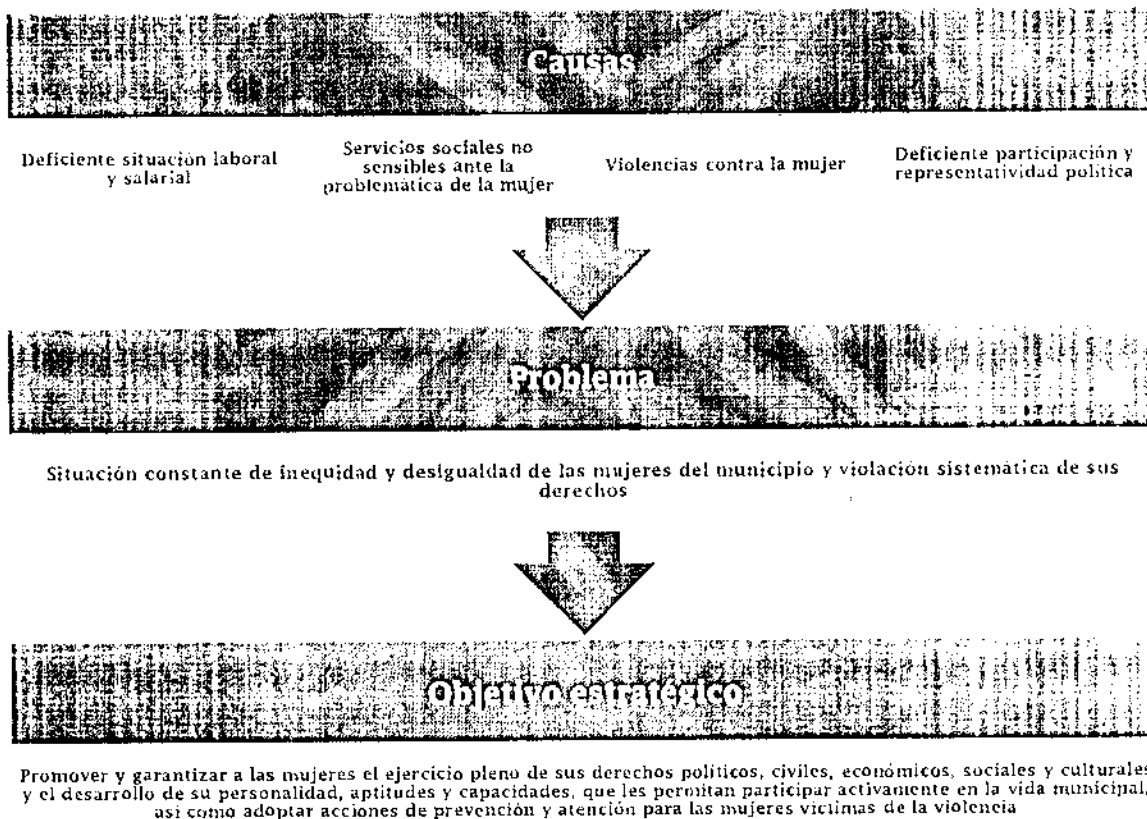 Causas
Deficiente situación laboral
y salarial
Servicios sociales no
sensibles ante la
problemática de la mujer
Violencias contra la mujer
Deficiente participación y
representatividad política
Problema
Situación constante de inequidad y desigualdad de las mujeres del municipio y violación sistemática de sus
derechos
Objetivo estratégico
Promover y garantizar a las mujeres el ejercicio pleno de sus derechos políticos, civiles, económicos, sociales y culturales
y el desarrollo de su personalidad, aptitudes y capacidades, que les permitan participar activamente en la vida municipal,
así como adoptar acciones de prevención y atención para las mujeres víctimas de la violencia